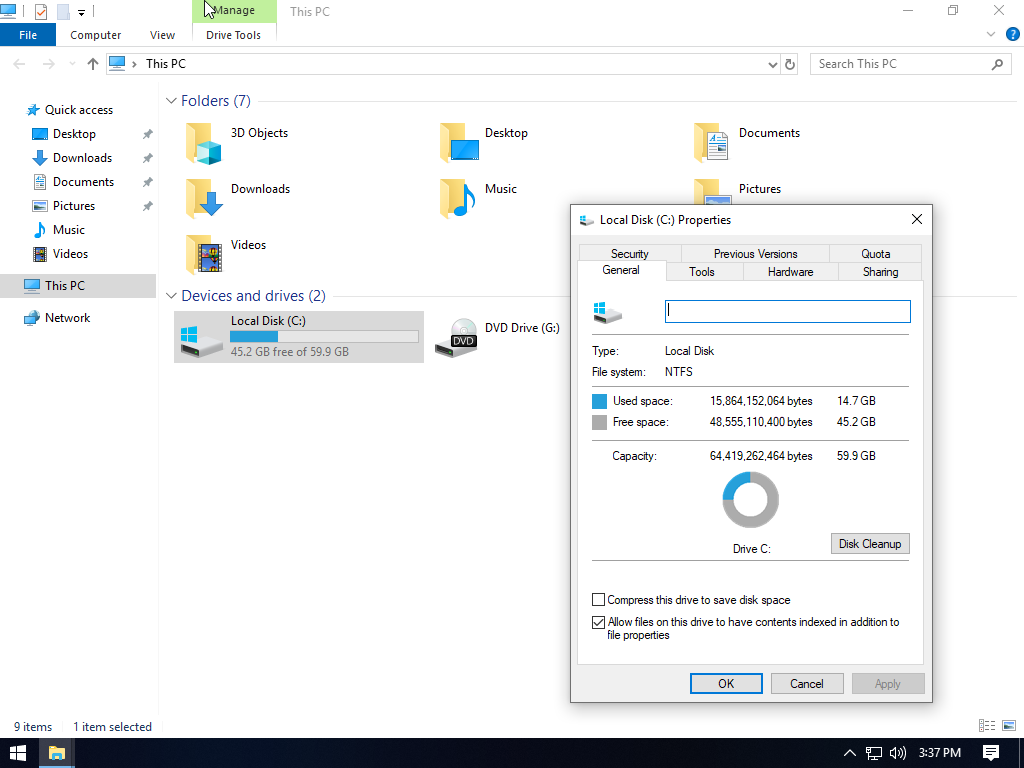 Manage
This PC
File
Computer
View
Drive Tools
?
This PC
Search This PC
Quick access
Desktop
Downloads
Documents
Pictures
Music
Videos
This PC
Network
Folders (7)
3D Objects
Desktop
Documents
Downloads
Music
Pictures
Videos
Devices and drives (2)
Local Disk (C:)
45.2 GB free of 59.9 GB
DVD
DVD Drive (G:)
Local Disk (C:) Properties
Security
Previous Versions
Quota
General
Tools
Hardware
Sharing
Type:
Local Disk
File system:
NTFS
Used space:
15,864,152,064 bytes
14.7 GB
Free space:
48,555,110,400 bytes
45.2 GB
Capacity:
64,419,262,464 bytes
59.9 GB
Drive C:
Disk Cleanup
Compress this drive to save disk space
Allow files on this drive to have contents indexed in addition to
file properties
OK
Cancel
Apply
9 items
1 item selected
3:37 PM